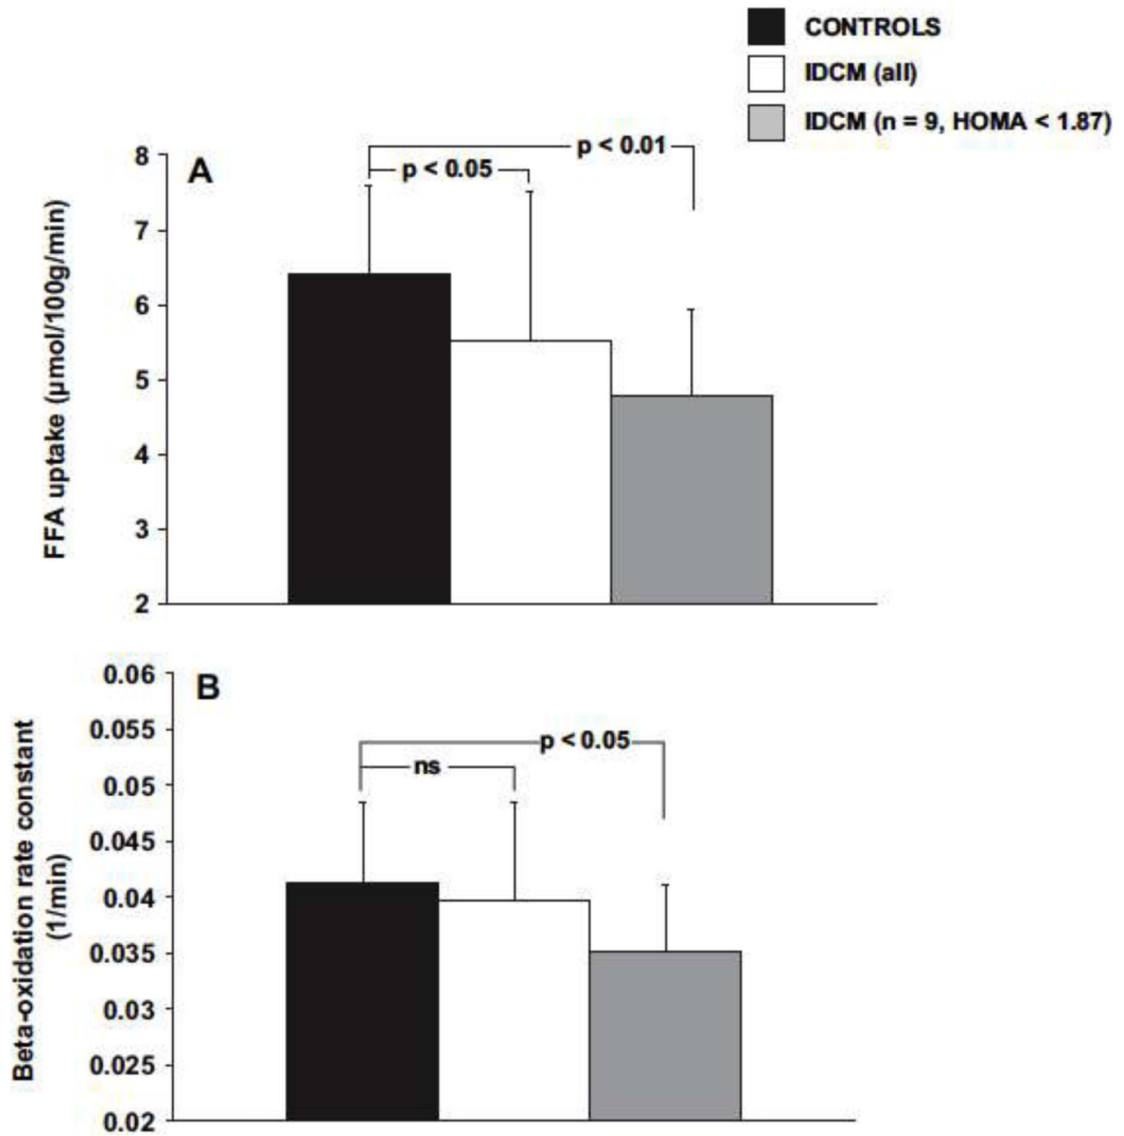 CONTROLS
IDCM (all)
IDCM (n = 9, HOMA < 1.87)
A
p < 0.01
p < 0.05
8
7
6
5
4
3
2
FFA uptake (μmol/100g/min)
B
p < 0.05
ns
0.06
0.055
0.05
0.045
0.04
0.035
0.03
0.025
0.02
Beta-oxidation rate constant
(1/min)